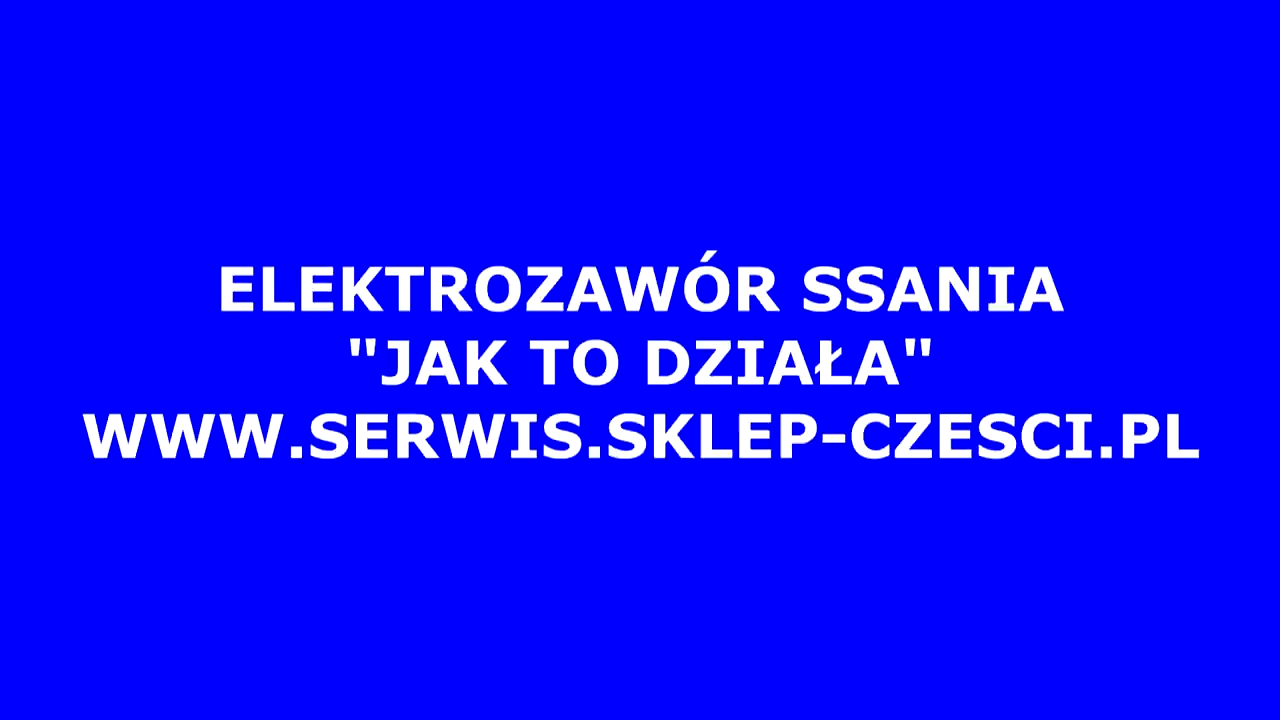 ELEKTROZAWÓR SSANIA
"JAK TO DZIAŁA"
WWW.SERWIS.SKLEP-CZESCI.PL